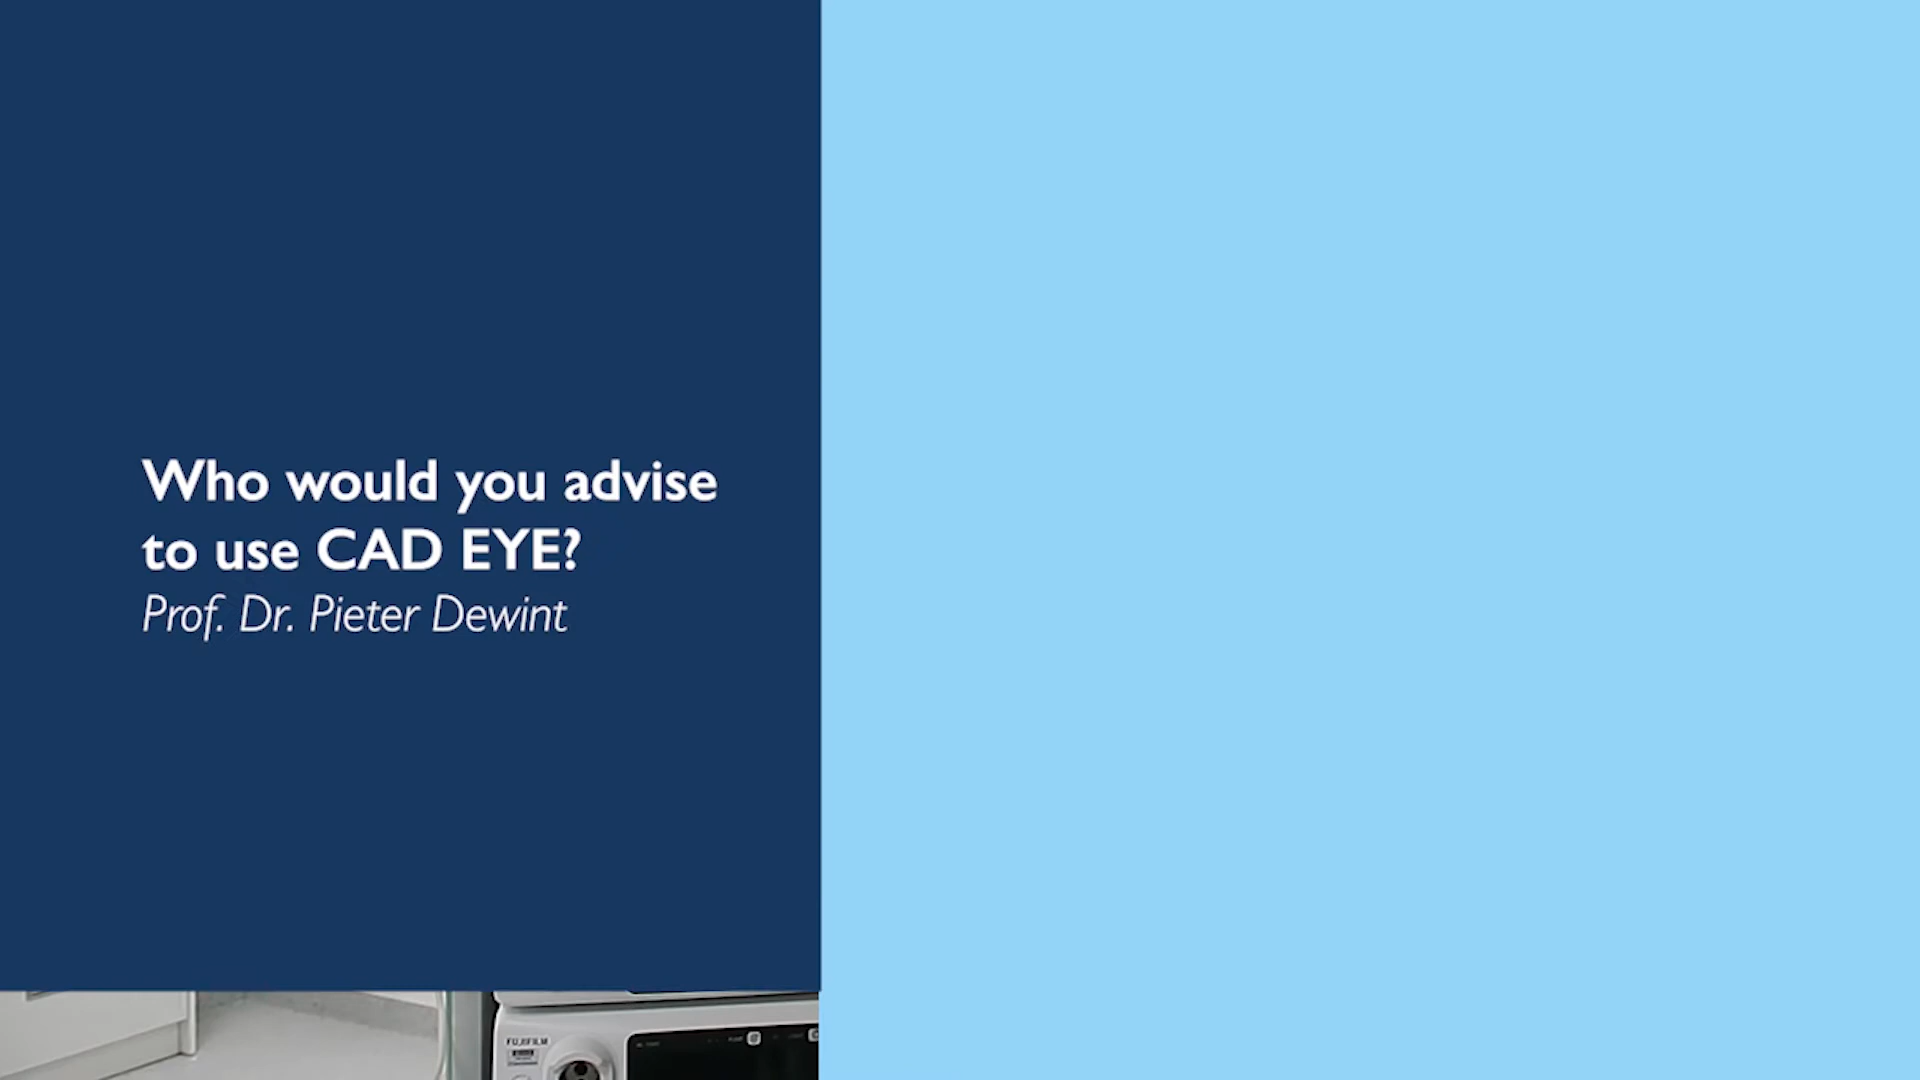 Who would you advise
to use CAD EYE?
Prof. Dr. Pieter Dewint
FUJIFILM